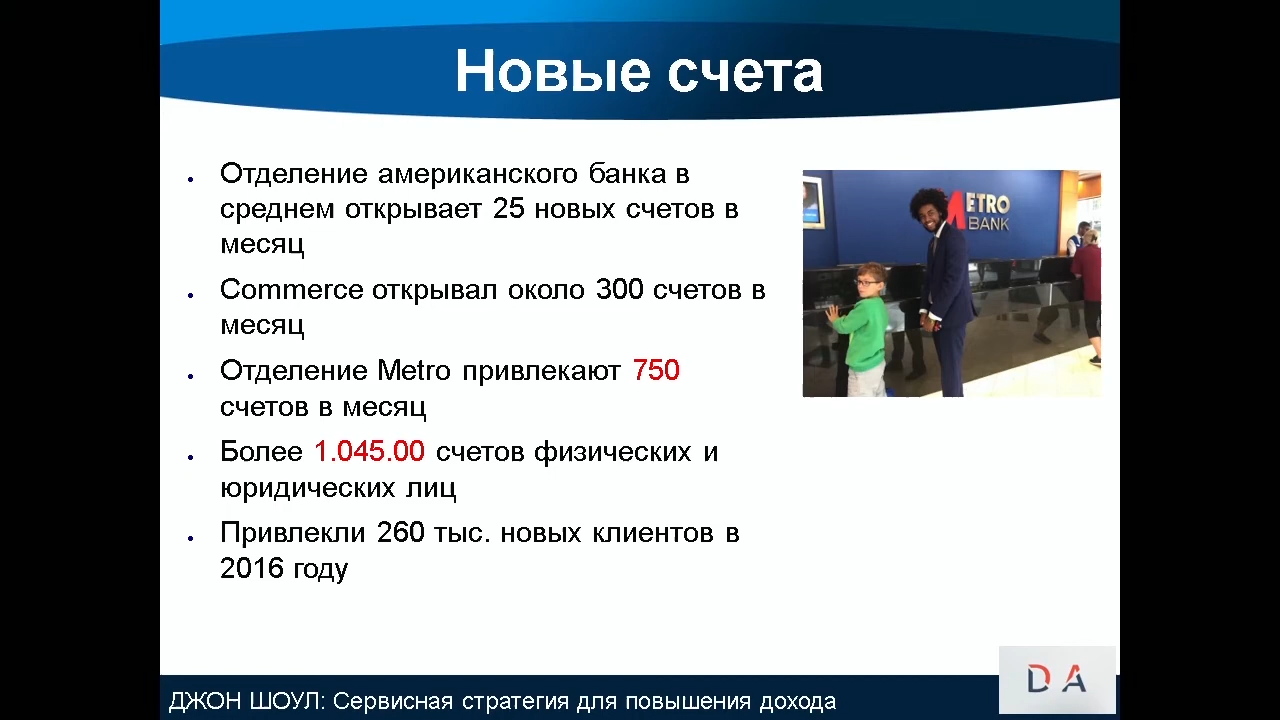 Новые счета
Отделение американского банка в
среднем открывает 25 новых счетов в
месяц
Commerce открывал около 300 счетов в
месяц
Отделение Metro привлекают 750
счетов в месяц
Более 1.045.00 счетов физических и
юридических лиц
Привлекли 260 тыс. новых клиентов в
2016 году
METRO
BANK
ДЖОН ШОУЛ: Сервисная стратегия для повышения дохода
DA